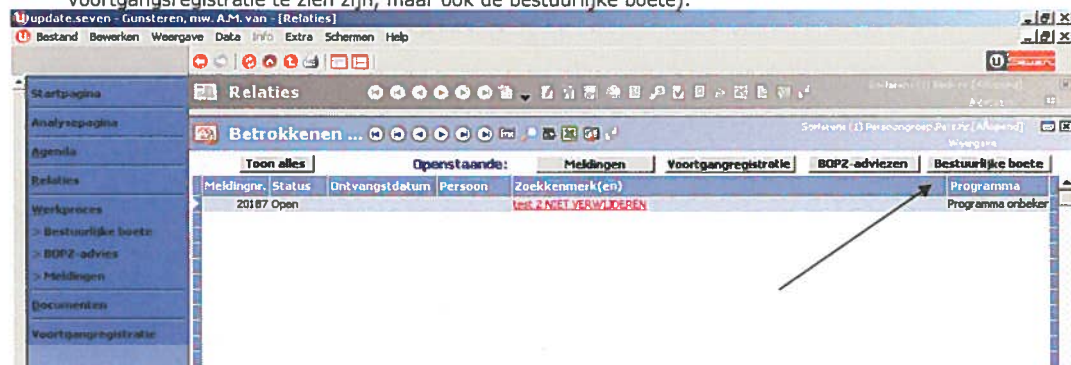 voortgangsregistratie te zien zijn, maar ook de bestuurlijke boete).
update.seven - Gunsteren, mw. A.M. van - [Relaties]
Bestand Bewerken Weergave Data Info Extra Schermen Help
Startpagina
Relaties
Analysepagina
Betrokkenen ...
Agenda
Toon alles Openstaande: Meldingen Voortgangregistratie BOPZ-adviezen Bestuurlijke boete
Relaties
Meldingnr. Status Ontvangstdatum Persoon Zoekkenmerk(en) Programma
20187 Open test 2 NIET VERWIJDEREN Programma onbeker
Werkproces
> Bestuurlijke boete
> BOPZ-advies
> Meldingen
Documenten
Voortgangregistratie